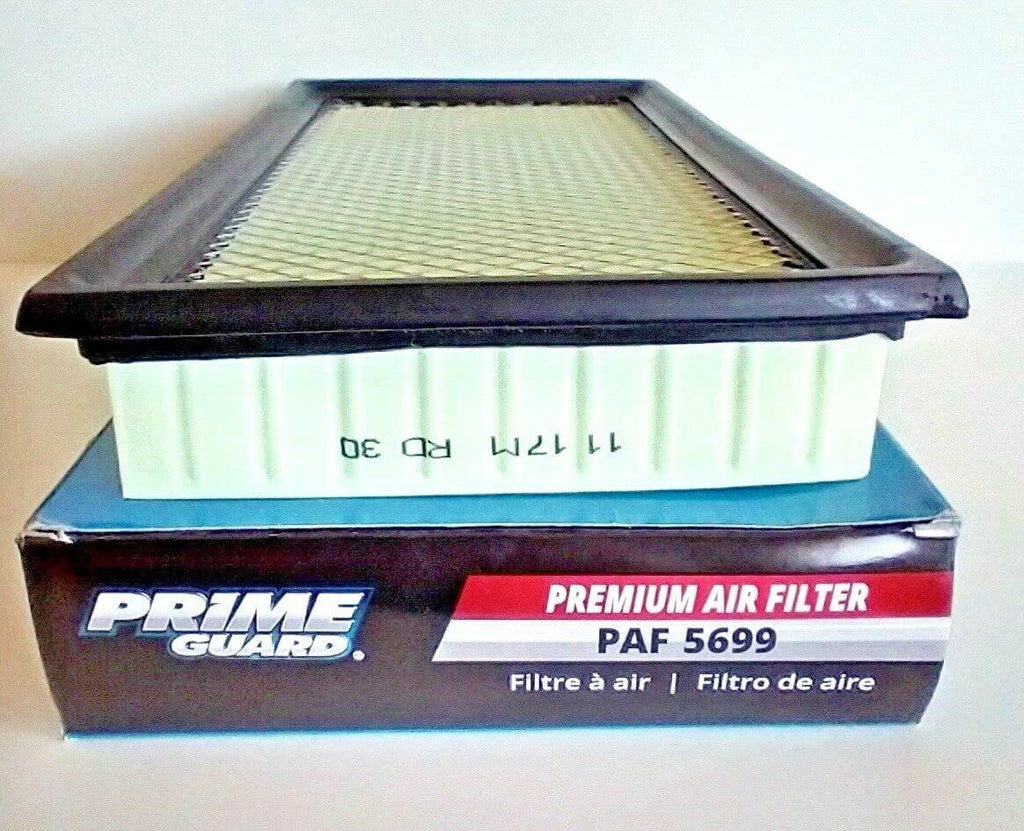 11 17M RD 30
PRIME
GUARD®
PREMIUM AIR FILTER
PAF 5699
Filtre à air | Filtro de aire